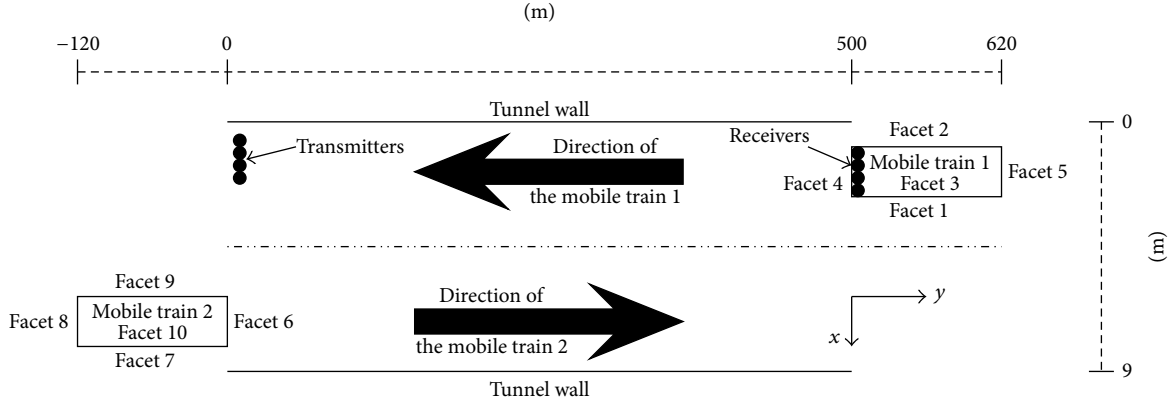 (m)
−120 0 500 620
Tunnel wall
0
Transmitters
Direction of
the mobile train 1
Receivers
Facet 2
Mobile train 1
Facet 4
Facet 3
Facet 5
Facet 1
(m)
Facet 9
Mobile train 2
Facet 8
Facet 10
Facet 6
Facet 7
Direction of
the mobile train 2
y
x
Tunnel wall
9